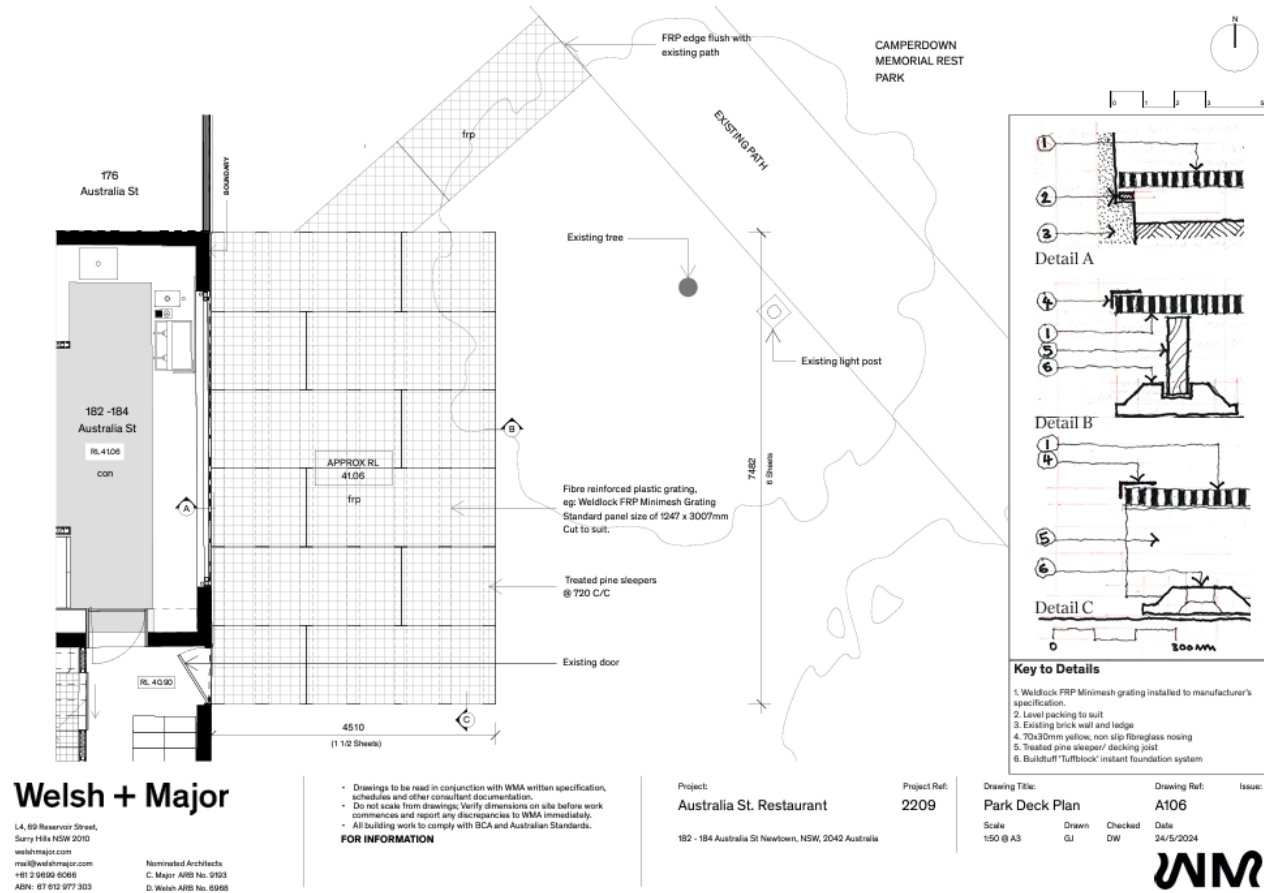 FRP edge flush with
existing path
CAMPERDOWN
MEMORIAL REST
PARK
N
0 1 2 3 5
frp
EXISTING PATH
176
Australia St
BOUNDARY
Existing tree
Existing light post
182 -184
Australia St
RL 41.06
con
APPROX RL
41.06
frp
A
B
7482
6 Sheets
Fibre reinforced plastic grating,
eg: Weldlock FRP Minimesh Grating
Standard panel size of 1247 x 3007mm
Cut to suit.
Treated pine sleepers
@ 720 C/C
Existing door
RL 40.90
C
4510
(1 1/2 Sheets)
1
2
3
Detail A
4
1
5
6
Detail B
1
4
5
6
Detail C
0 200mm
Key to Details
1. Weldlock FRP Minimesh grating installed to manufacturer's
specification.
2. Level packing to suit
3. Existing brick wall and ledge
4. 70x30mm yellow, non slip fibreglass nosing
5. Treated pine sleeper/ decking joist
6. Buildtuff 'Tuffblock' instant foundation system
Welsh + Major
L4, 69 Reservoir Street,
Surry Hills NSW 2010
welshmajor.com
mail@welshmajor.com
+61 2 9699 6066
ABN: 67 612 977 303
Nominated Architects
C. Major ARB No. 9193
D. Welsh ARB No. 6968
• Drawings to be read in conjunction with WMA written specification,
schedules and other consultant documentation.
• Do not scale from drawings; Verify dimensions on site before work
commences and report any discrepancies to WMA immediately.
• All building work to comply with BCA and Australian Standards.
FOR INFORMATION
Project: Project Ref:
Australia St. Restaurant 2209
182 - 184 Australia St Newtown, NSW, 2042 Australia
Drawing Title: Drawing Ref: Issue:
Park Deck Plan A106
Scale Drawn Checked Date
1:50 @ A3 GJ DW 24/5/2024
WM